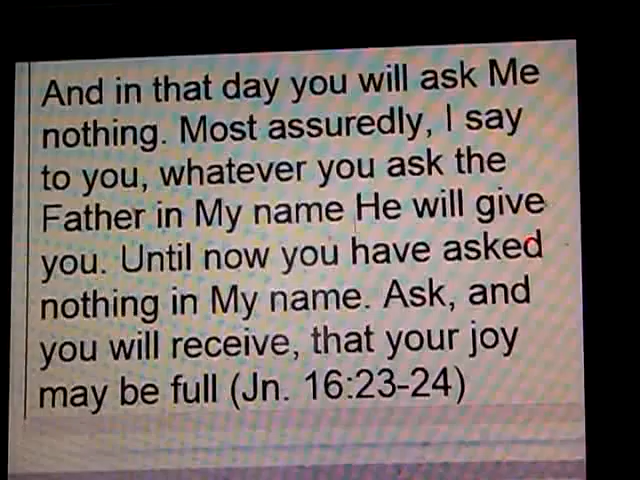 And in that day you will ask Me
nothing. Most assuredly, I say
to you, whatever you ask the
Father in My name He will give
you. Until now you have asked
nothing in My name. Ask, and
you will receive, that your joy
may be full (Jn. 16:23-24)